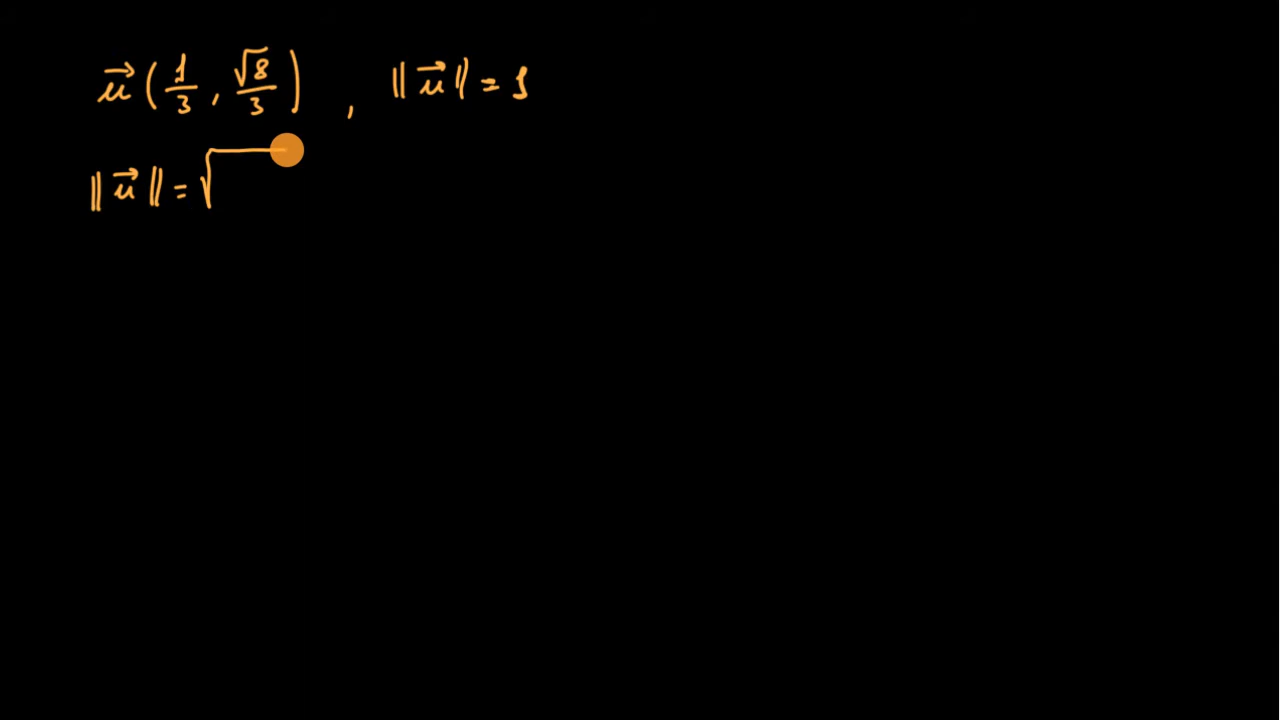 u⃗ (1/3, √8/3) , ‖u⃗‖ = 1
‖u⃗‖ = √